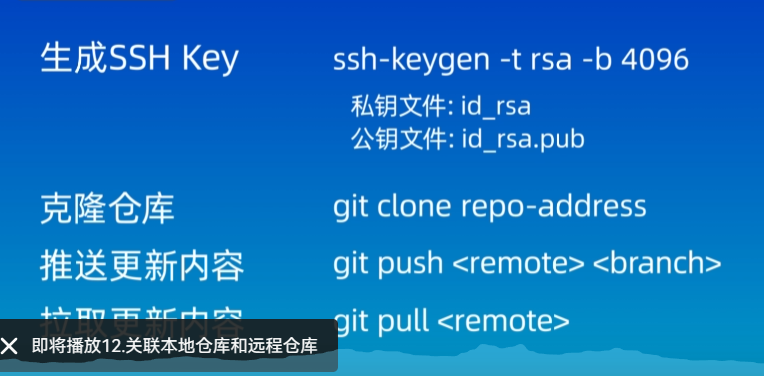 生成SSH Key ssh-keygen -t rsa -b 4096
私钥文件: id_rsa
公钥文件: id_rsa.pub
克隆仓库 git clone repo-address
推送更新内容 git push <remote> <branch>
拉取更新内容 git pull <remote>
即将播放12.关联本地仓库和远程仓库